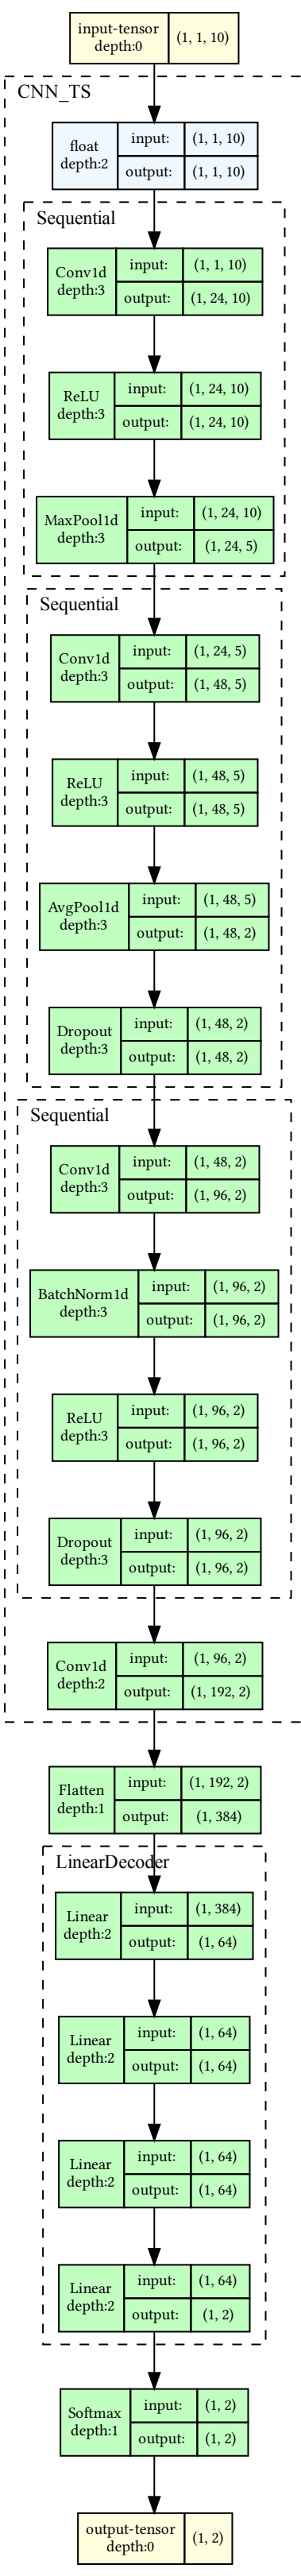 input-tensor
depth:0
(1, 1, 10)
CNN_TS
float
depth:2
input:
(1, 1, 10)
output:
(1, 1, 10)
Sequential
Conv1d
depth:3
input:
(1, 1, 10)
output:
(1, 24, 10)
ReLU
depth:3
input:
(1, 24, 10)
output:
(1, 24, 10)
MaxPool1d
depth:3
input:
(1, 24, 10)
output:
(1, 24, 5)
Sequential
Conv1d
depth:3
input:
(1, 24, 5)
output:
(1, 48, 5)
ReLU
depth:3
input:
(1, 48, 5)
output:
(1, 48, 5)
AvgPool1d
depth:3
input:
(1, 48, 5)
output:
(1, 48, 2)
Dropout
depth:3
input:
(1, 48, 2)
output:
(1, 48, 2)
Sequential
Conv1d
depth:3
input:
(1, 48, 2)
output:
(1, 96, 2)
BatchNorm1d
depth:3
input:
(1, 96, 2)
output:
(1, 96, 2)
ReLU
depth:3
input:
(1, 96, 2)
output:
(1, 96, 2)
Dropout
depth:3
input:
(1, 96, 2)
output:
(1, 96, 2)
Conv1d
depth:2
input:
(1, 96, 2)
output:
(1, 192, 2)
Flatten
depth:1
input:
(1, 192, 2)
output:
(1, 384)
LinearDecoder
Linear
depth:2
input:
(1, 384)
output:
(1, 64)
Linear
depth:2
input:
(1, 64)
output:
(1, 64)
Linear
depth:2
input:
(1, 64)
output:
(1, 64)
Linear
depth:2
input:
(1, 64)
output:
(1, 2)
Softmax
depth:1
input:
(1, 2)
output:
(1, 2)
output-tensor
depth:0
(1, 2)